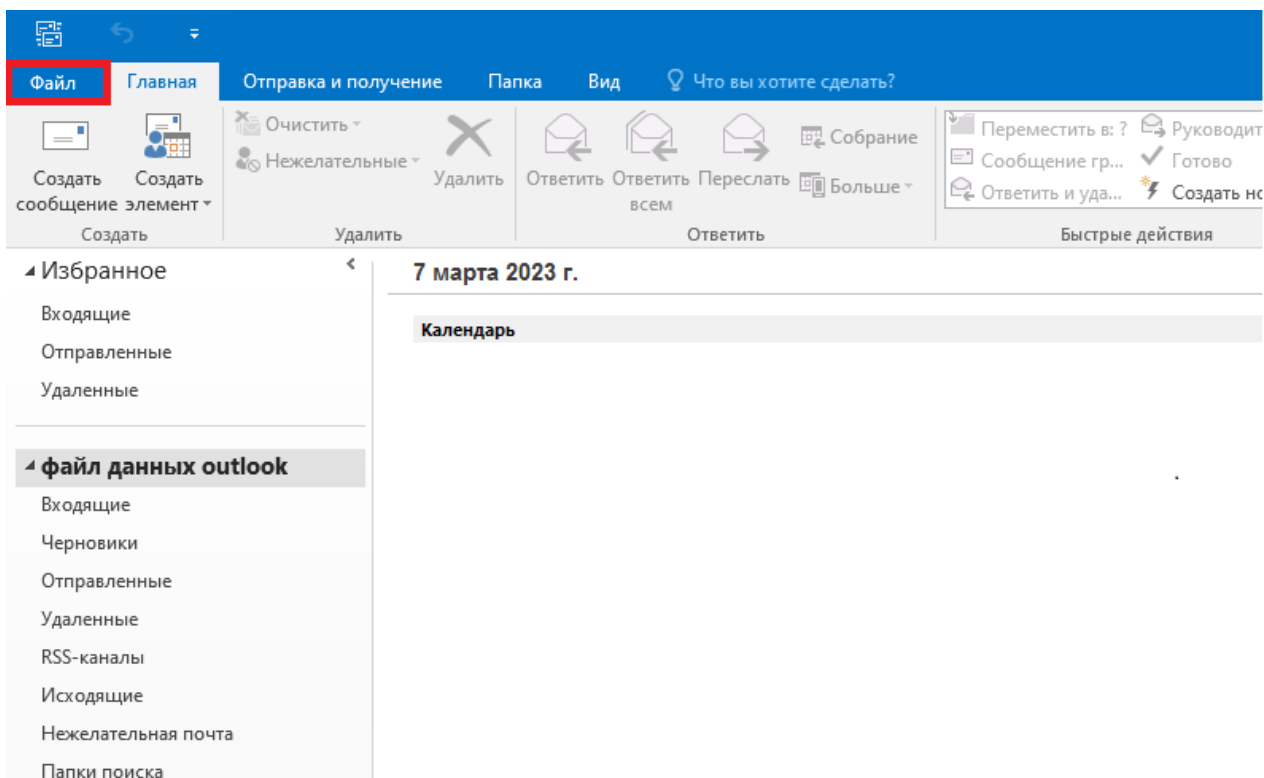 Файл Главная Отправка и получение Папка Вид Что вы хотите сделать?
Создать сообщение
Создать элемент
Очистить
Нежелательные
Удалить
Ответить
Ответить всем
Переслать
Собрание
Больше
Переместить в: ?
Сообщение гр...
Ответить и уда...
Руководит
Готово
Создать но
Создать Удалить Ответить Быстрые действия
Избранное
Входящие
Отправленные
Удаленные
файл данных outlook
Входящие
Черновики
Отправленные
Удаленные
RSS-каналы
Исходящие
Нежелательная почта
Папки поиска
7 марта 2023 г.
Календарь